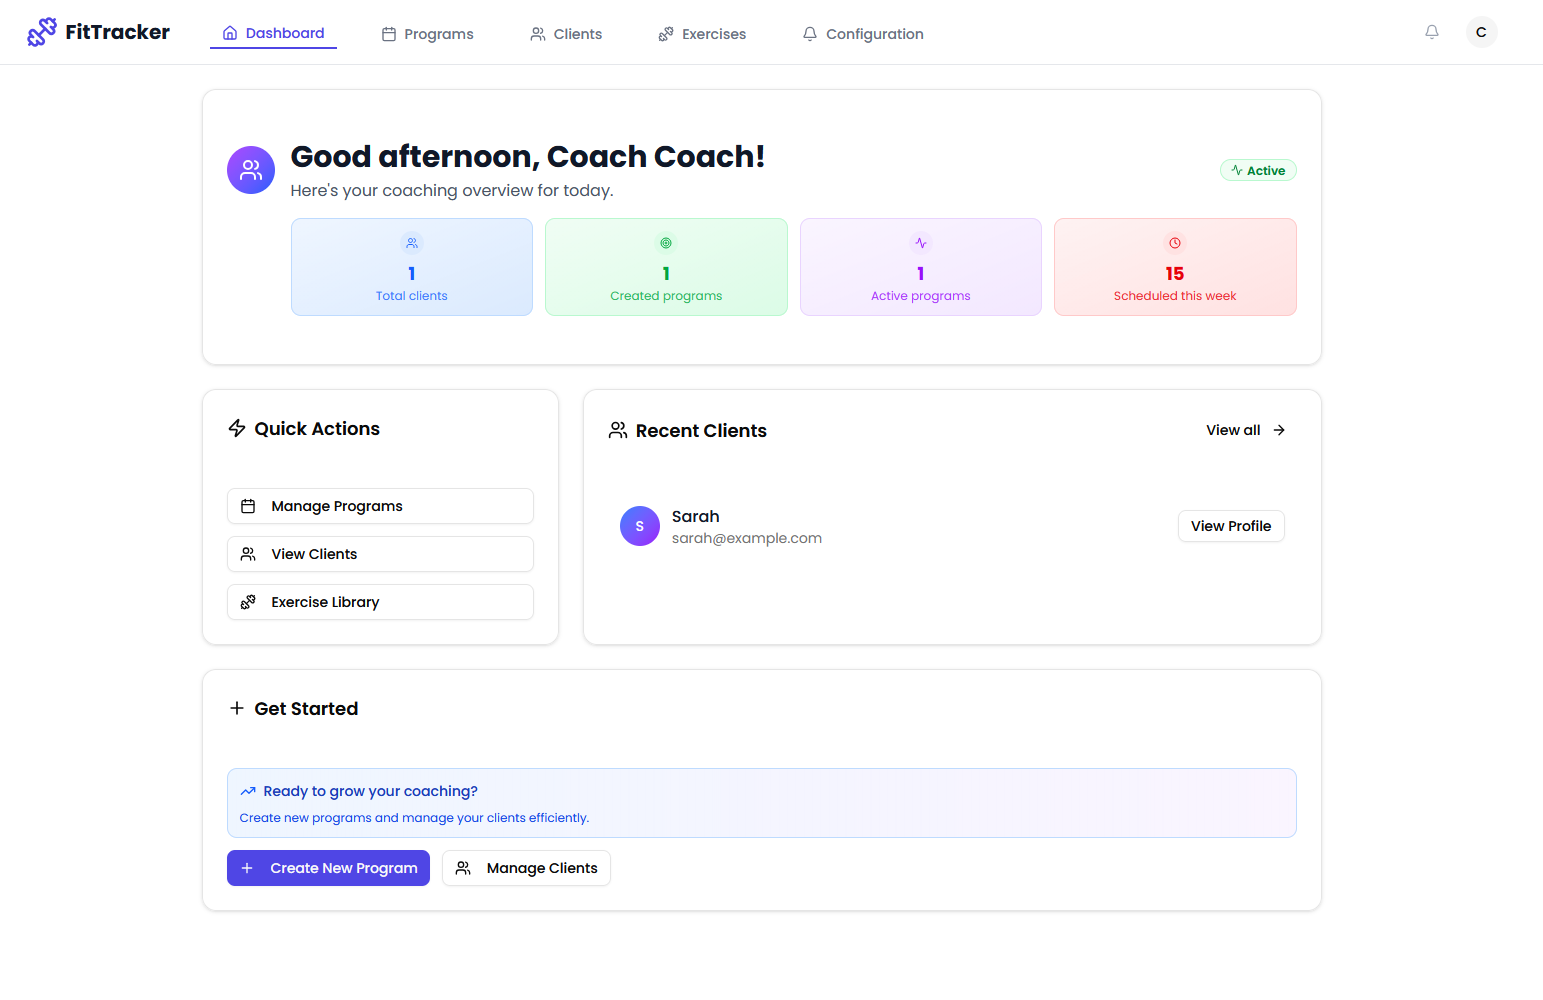 FitTracker
Dashboard
Programs
Clients
Exercises
Configuration
C
Good afternoon, Coach Coach!
Here's your coaching overview for today.
Active
1
Total clients
1
Created programs
1
Active programs
15
Scheduled this week
Quick Actions
Manage Programs
View Clients
Exercise Library
Recent Clients
View all
S
Sarah
sarah@example.com
View Profile
Get Started
Ready to grow your coaching?
Create new programs and manage your clients efficiently.
Create New Program
Manage Clients